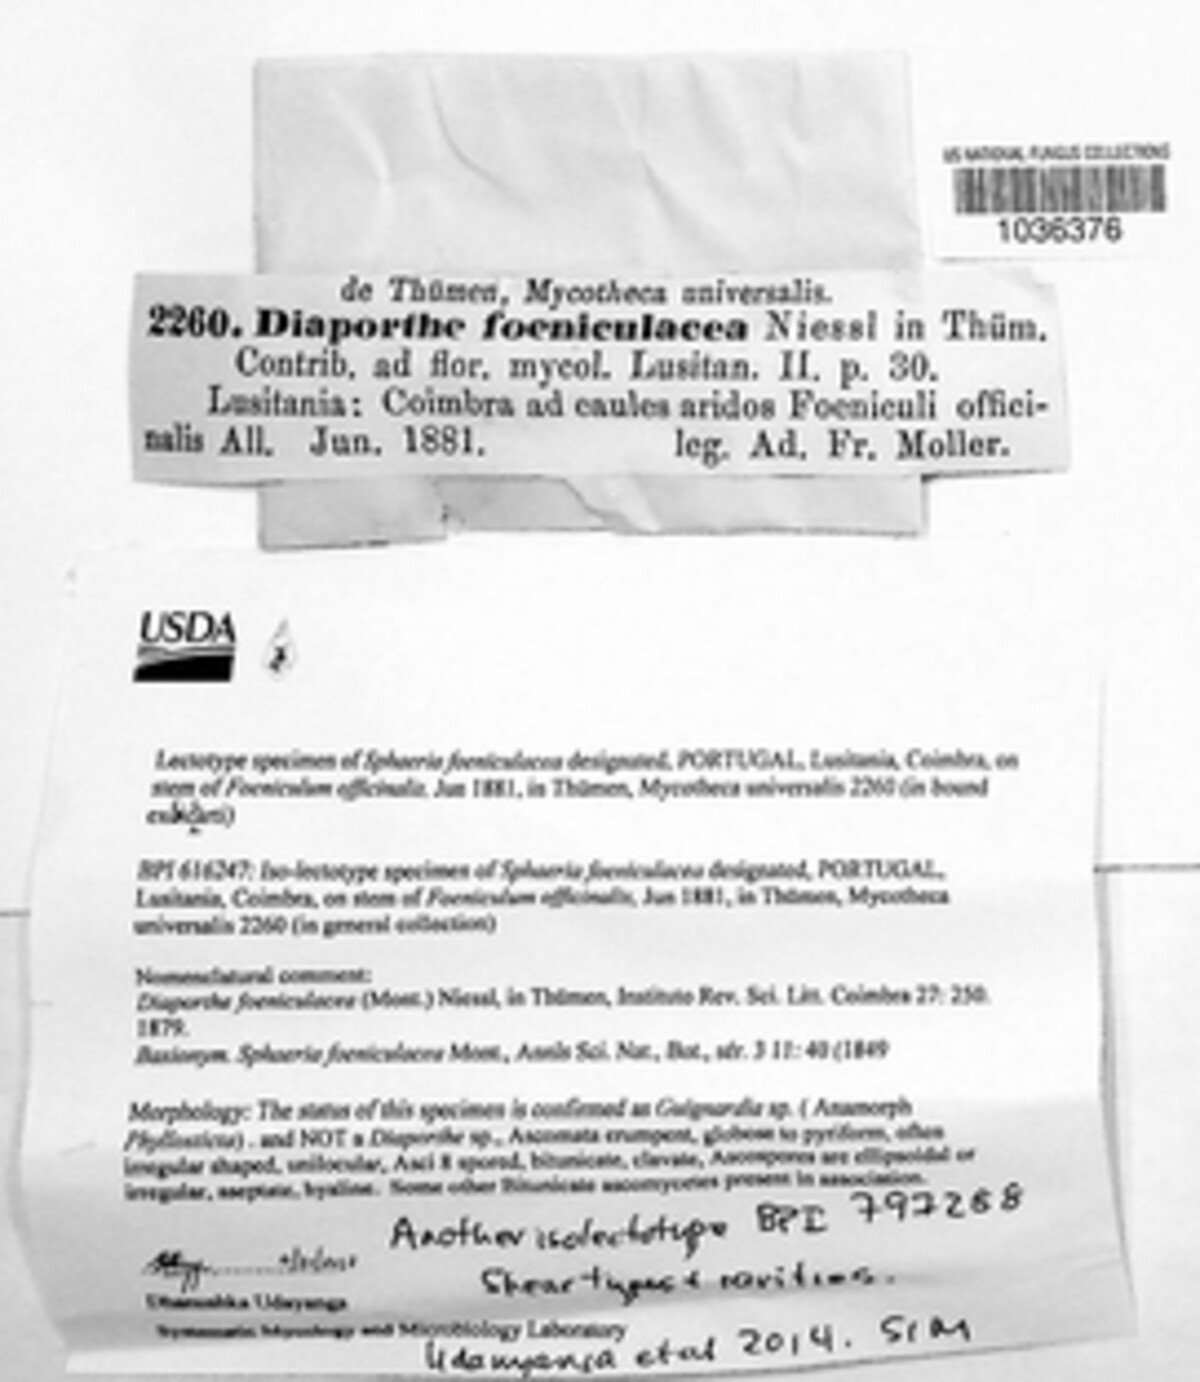 US NATIONAL FUNGUS COLLECTIONS
1036376
de Thümen, Mycotheca universalis.
2260. Diaporthe foeniculacea Niessl in Thüm.
Contrib. ad flor. mycol. Lusitan. II. p. 30.
Lusitania: Coimbra ad caules aridos Foeniculi offici-
nalis All. Jun. 1881. leg. Ad. Fr. Moller.
USDA
Lectotype specimen of Sphaeria foeniculacea designated, PORTUGAL, Lusitania, Coimbra, on
stem of Foeniculum officinalis, Jun 1881, in Thümen, Mycotheca universalis 2260 (in bound
BPI 616247: Iso-lectotype specimen of Sphaeria foeniculacea designated, PORTUGAL,
Lusitania, Coimbra, on stem of Foeniculum officinalis, Jun 1881, in Thümen, Mycotheca
universalis 2260 (in general collection)
Nomenclatural comment:
Diaporthe foeniculacea (Mont.) Niessl, in Thümen, Instituto Rev. Sci. Litt. Coimbra 27: 250.
1879.
Basionym. Sphaeria foeniculacea Mont., Annls Sci. Nat., Bot., sér. 3 11: 40 (1849
Morphology: The status of this specimen is confirmed as Guignardia sp. ( Anamorph
Phyllosticta) . and NOT a Diaporthe sp., Ascomata erumpent, globose to pyriform, often
irregular shaped, unilocular, Asci 8 spored, bitunicate, clavate, Ascospores are ellipsoidal or
irregular, aseptate, hyaline. Some other Bitunicate ascomycetes present in association.
Another isolectotype BPI 797288
Shear types & rarities.
Dhanushka Udayanga
Systematic Mycology and Microbiology Laboratory
Udayanga et al 2014.